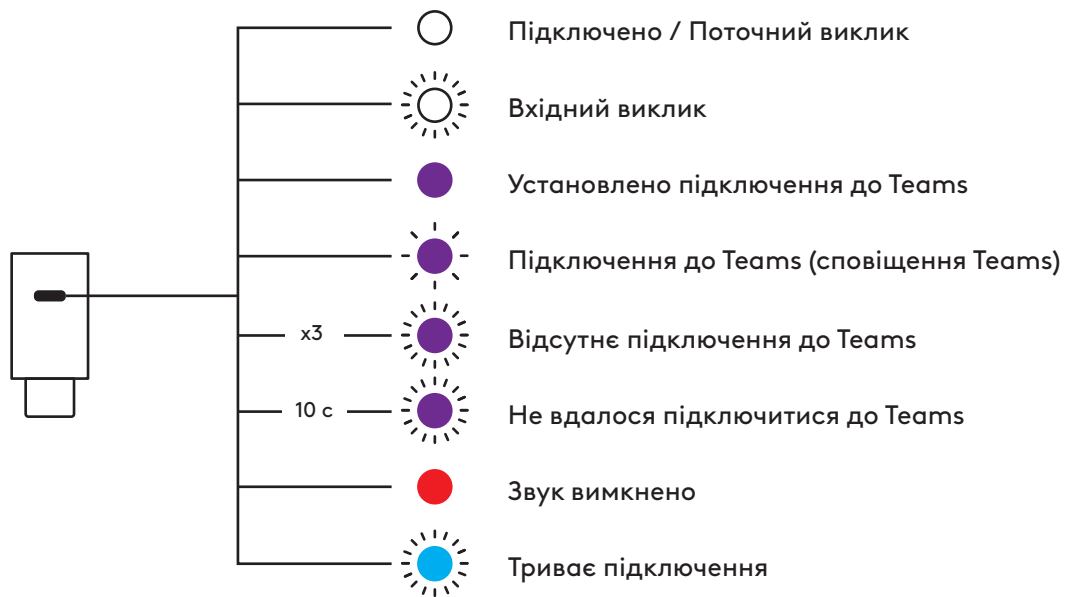 Підключено / Поточний виклик
Вхідний виклик
Установлено підключення до Teams
Підключення до Teams (сповіщення Teams)
x3 Відсутнє підключення до Teams
10 с Не вдалося підключитися до Teams
Звук вимкнено
Триває підключення